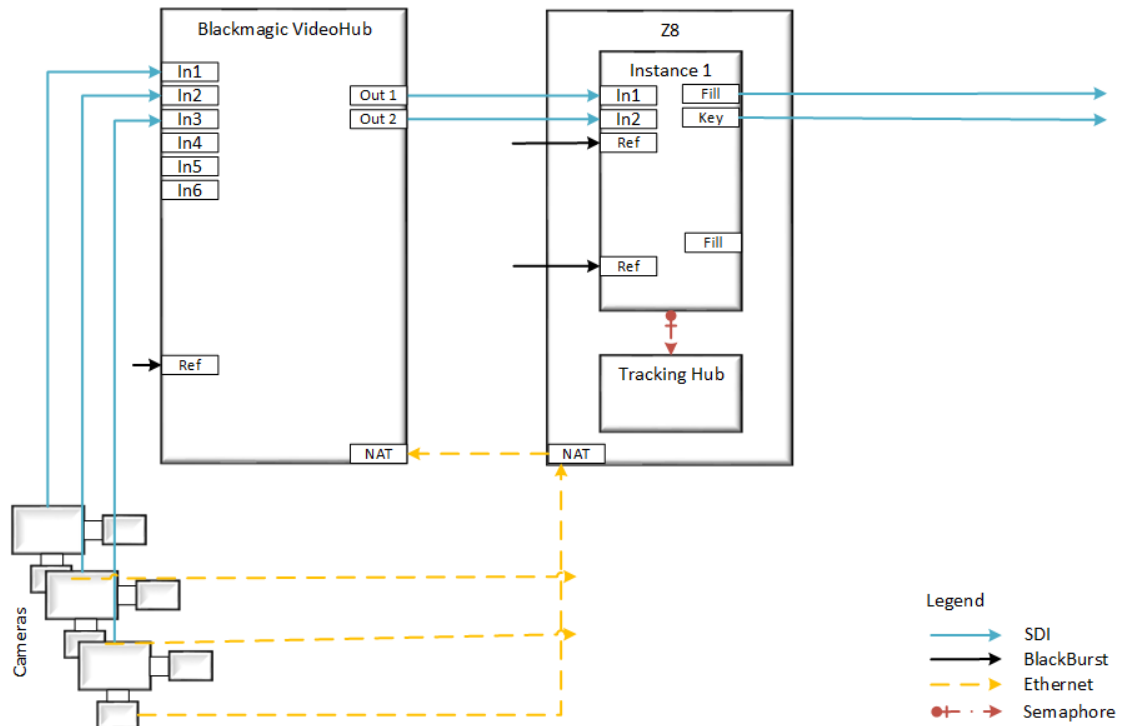 Blackmagic VideoHub
In1
In2
In3
In4
In5
In6
Out 1
Out 2
Ref
NAT
Z8
Instance 1
In1
In2
Ref
Ref
Fill
Key
Fill
Tracking Hub
NAT
Cameras
Legend
SDI
BlackBurst
Ethernet
Semaphore